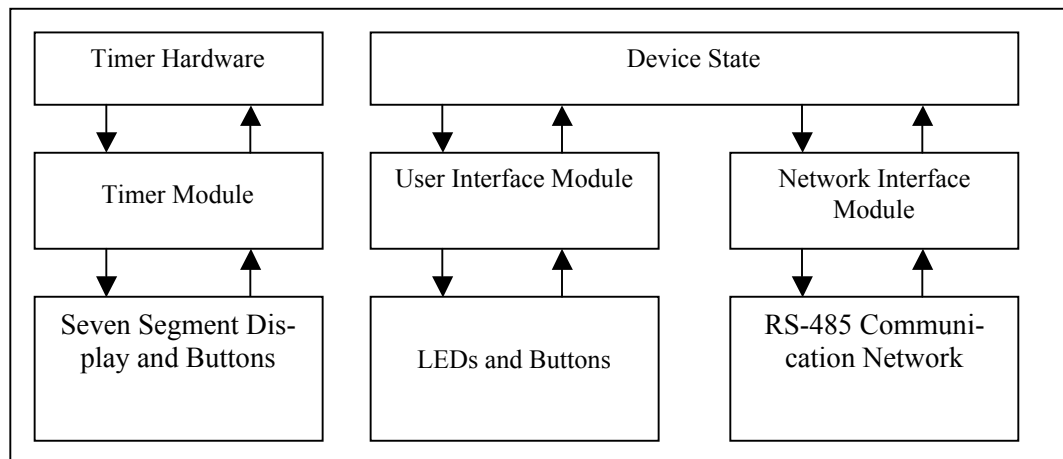 Timer Hardware
Device State
Timer Module
User Interface Module
Network Interface
Module
Seven Segment Dis-
play and Buttons
LEDs and Buttons
RS-485 Communi-
cation Network